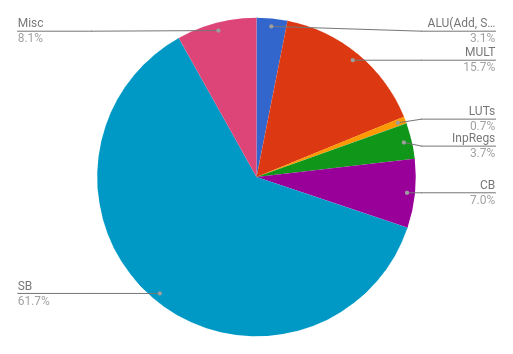 Misc
8.1%
ALU(Add, S...
3.1%
MULT
15.7%
LUTs
0.7%
InpRegs
3.7%
CB
7.0%
SB
61.7%